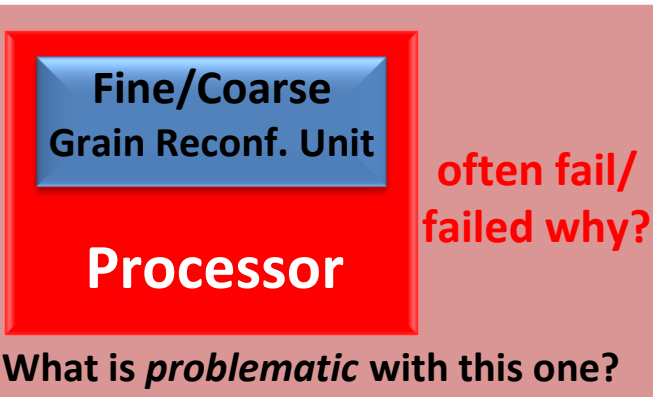 Fine/Coarse
Grain Reconf. Unit
Processor
often fail/
failed why?
What is problematic with this one?